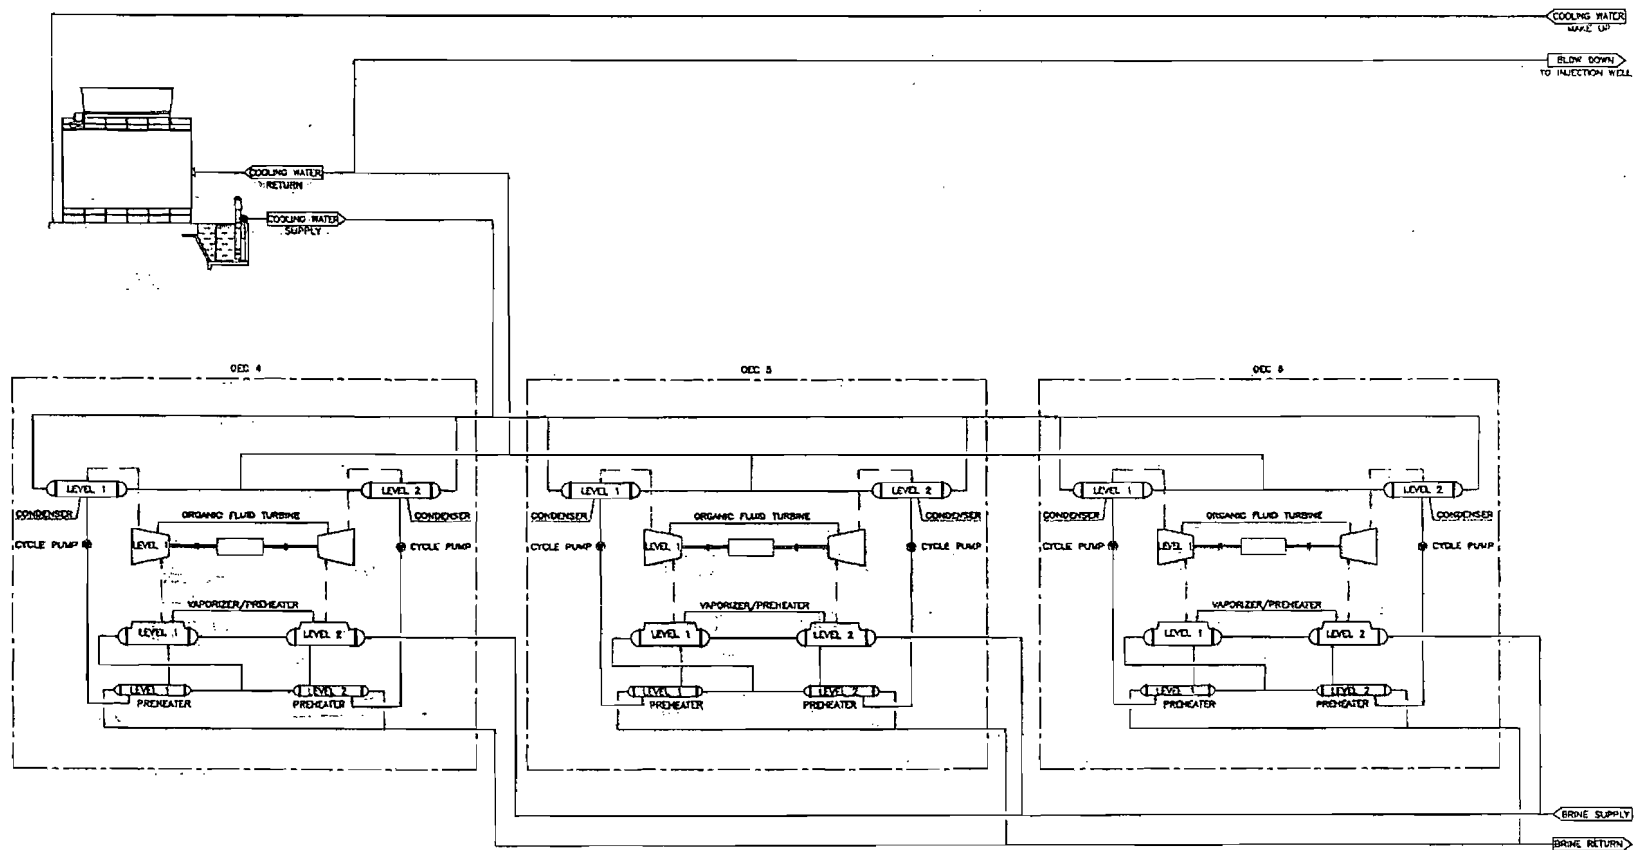 COOLING WATER
MAKE UP
BLOW DOWN
TO INJECTION WELL
COOLING WATER
RETURN
COOLING WATER
SUPPLY
OEC 4
OEC 5
OEC 6
LEVEL 1
LEVEL 2
LEVEL 1
LEVEL 2
LEVEL 1
LEVEL 2
CONDENSER
ORGANIC FLUID TURBINE
CONDENSER
CONDENSER
ORGANIC FLUID TURBINE
CONDENSER
CONDENSER
ORGANIC FLUID TURBINE
CONDENSER
CYCLE PUMP
LEVEL 1
CYCLE PUMP
CYCLE PUMP
LEVEL 1
CYCLE PUMP
CYCLE PUMP
LEVEL 1
CYCLE PUMP
VAPORIZER/PREHEATER
VAPORIZER/PREHEATER
VAPORIZER/PREHEATER
LEVEL 1
LEVEL 2
LEVEL 1
LEVEL 2
LEVEL 1
LEVEL 2
LEVEL 1
LEVEL 2
LEVEL 1
LEVEL 2
LEVEL 1
LEVEL 2
PREHEATER
PREHEATER
PREHEATER
PREHEATER
PREHEATER
PREHEATER
BRINE SUPPLY
BRINE RETURN